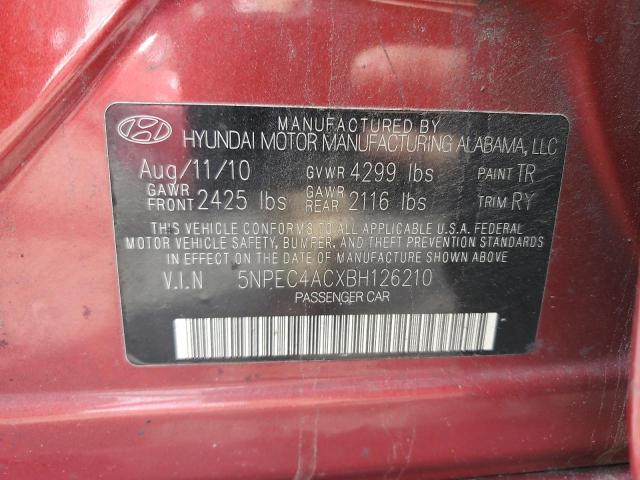 MANUFACTURED BY
HYUNDAI MOTOR MANUFACTURING ALABAMA, LLC
Aug/11/10 GVWR 4299 lbs PAINT TR
GAWR FRONT 2425 lbs GAWR REAR 2116 lbs TRIM RY
THIS VEHICLE CONFORMS TO ALL APPLICABLE U.S.A. FEDERAL
MOTOR VEHICLE SAFETY, BUMPER, AND THEFT PREVENTION STANDARDS
IN EFFECT ON THE DATE OF MANUFACTURE SHOWN ABOVE
V.I.N 5NPEC4ACXBH126210
PASSENGER CAR